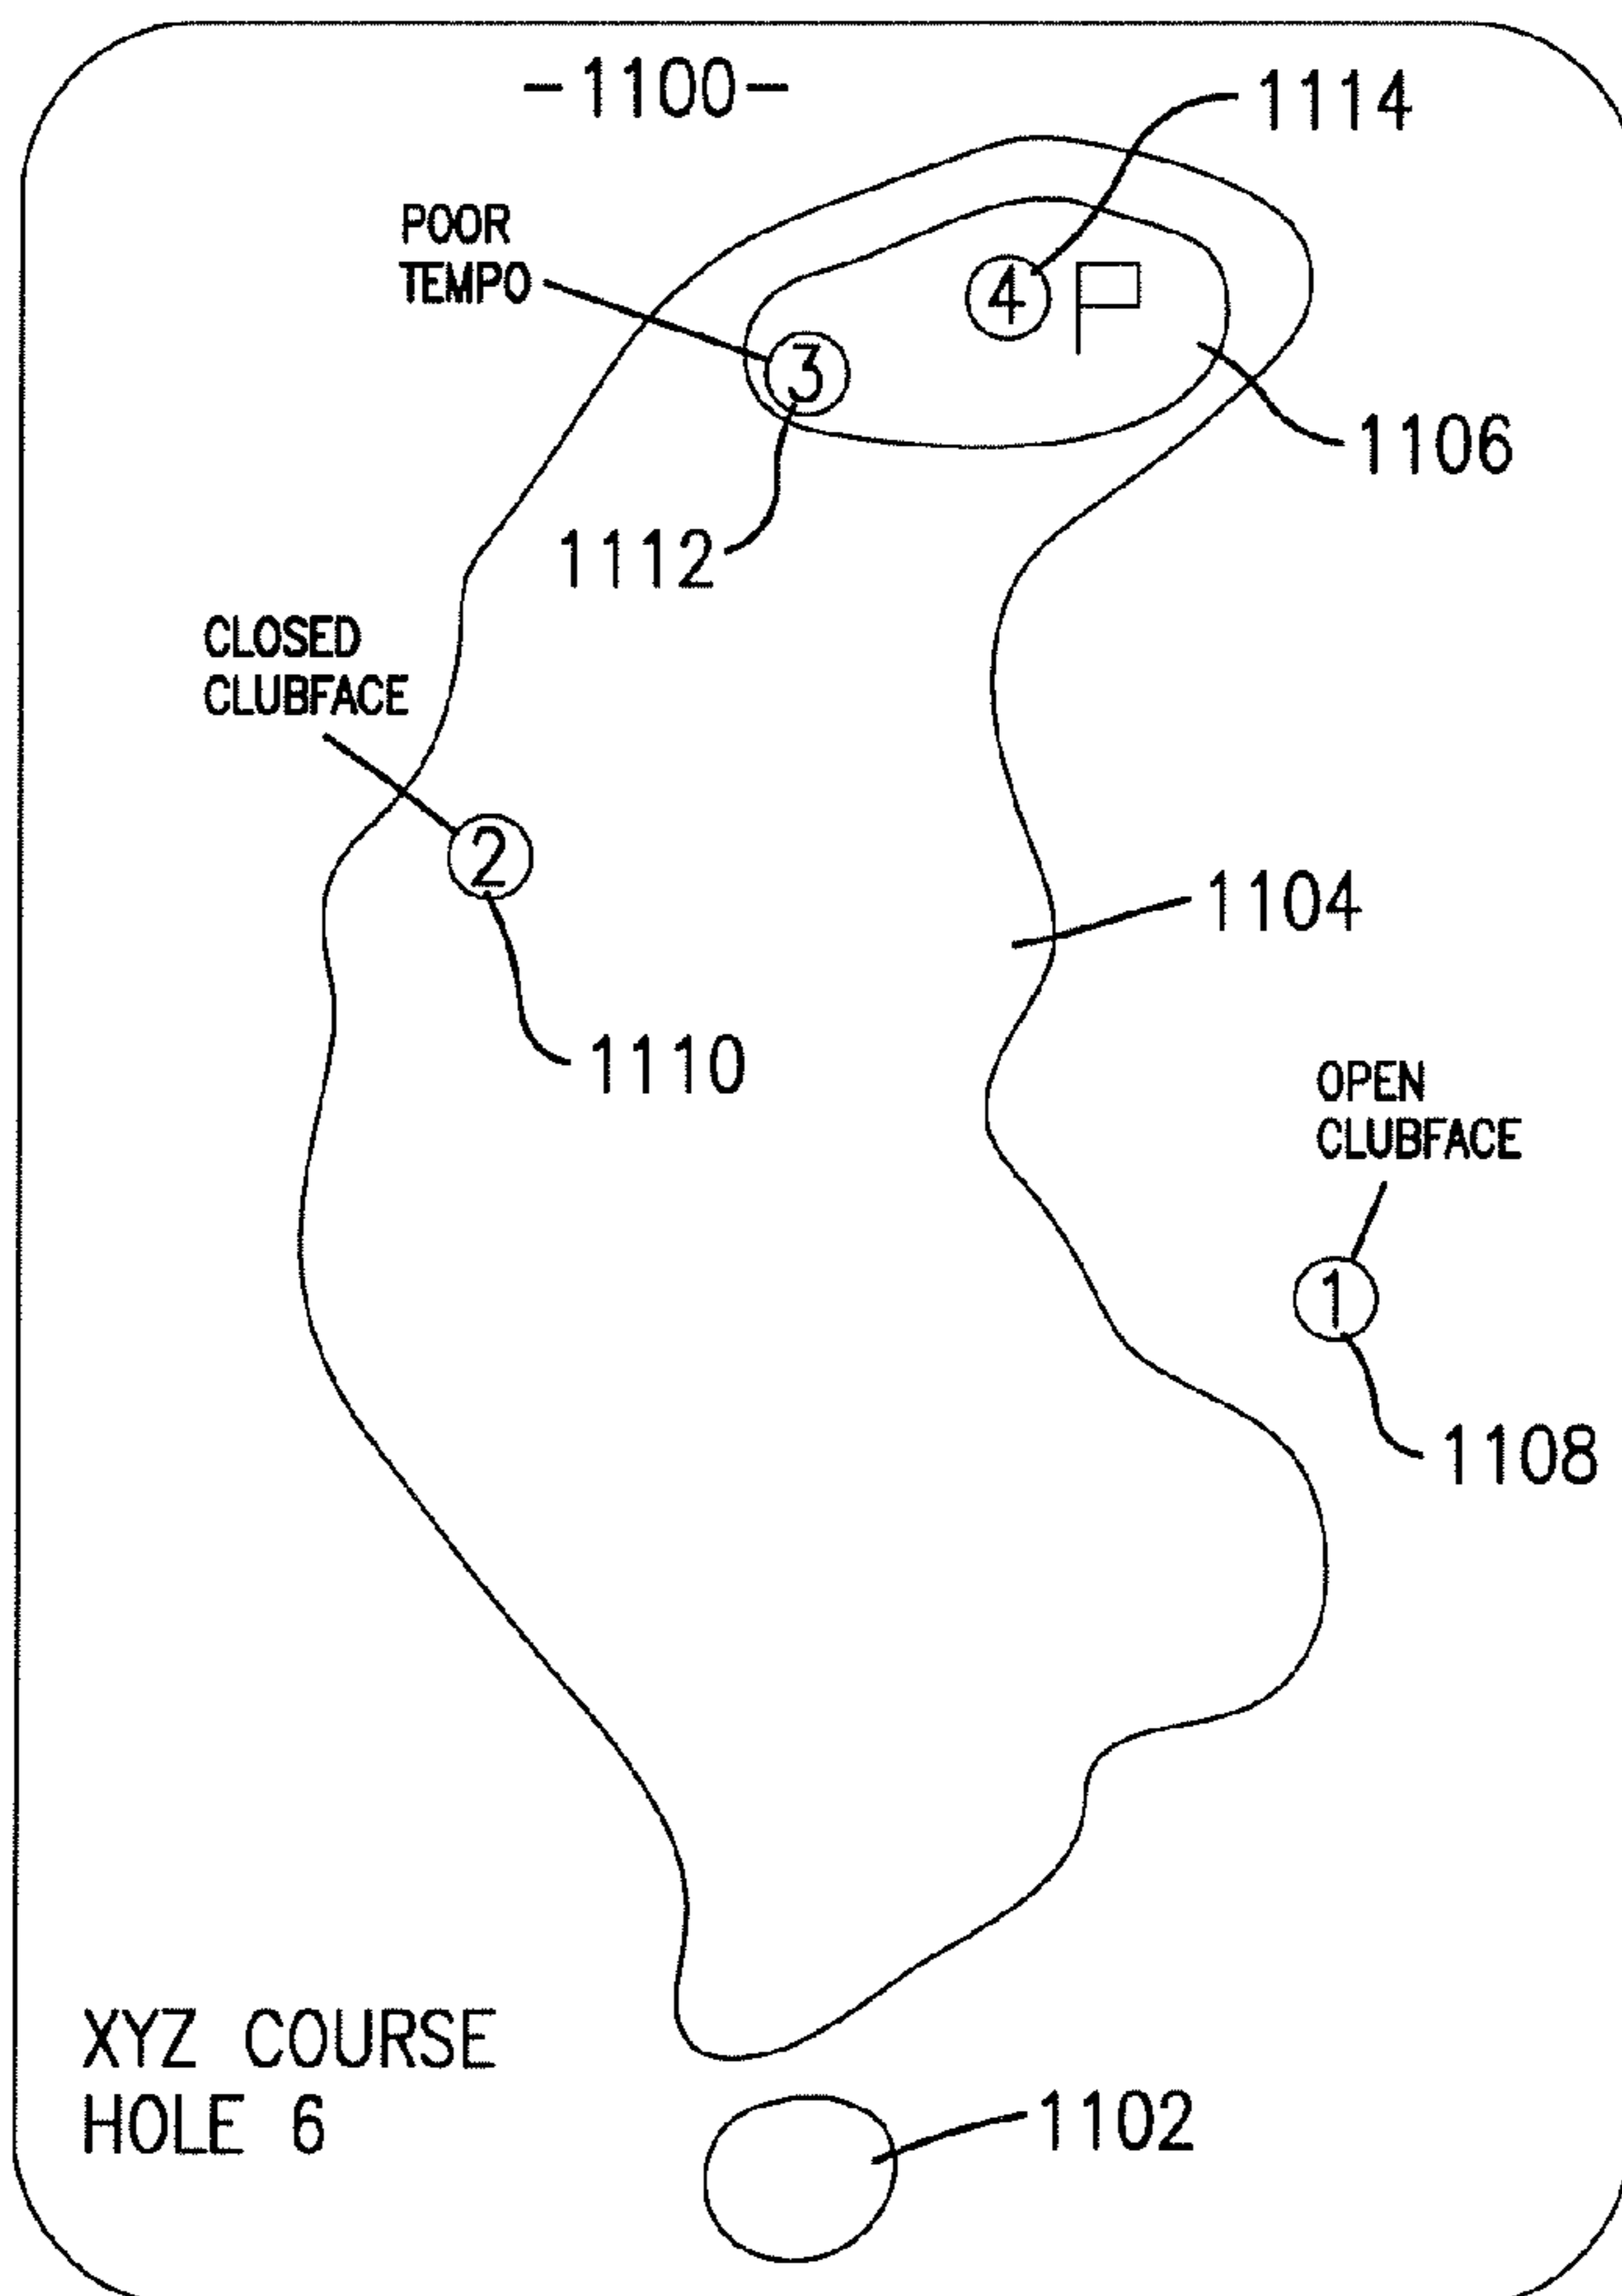 -1100-
1114
POOR
TEMPO
4
3
1106
1112
CLOSED
CLUBFACE
2
1104
1110
OPEN
CLUBFACE
1
1108
XYZ COURSE
HOLE 6
1102